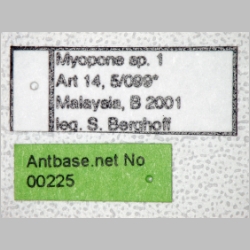 Myopone sp. 1
Art 14, 5/099*
Malaysia, B 2001
leg. S. Berghoff
Antbase.net No
00225